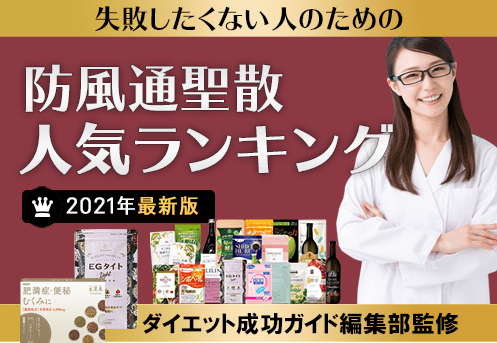 失敗したくない人のための
防風通聖散
人気ランキング
2021年最新版
EGタイト
Light
肥満症・便秘
むくみに
ダイエット成功ガイド編集部監修